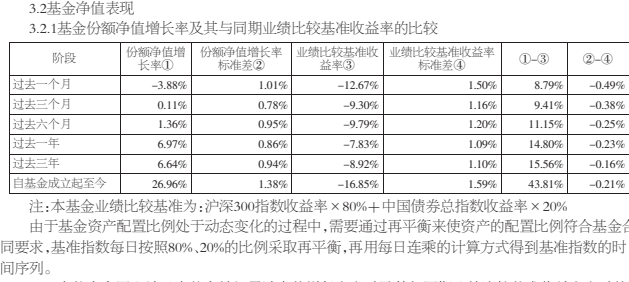 3.2基金净值表现
3.2.1基金份额净值增长率及其与同期业绩比较基准收益率的比较
阶段 份额净值增长率① 份额净值增长率标准差② 业绩比较基准收益率③ 业绩比较基准收益率标准差④ ①-③ ②-④
过去一个月 -3.88% 1.01% -12.67% 1.50% 8.79% -0.49%
过去三个月 0.11% 0.78% -9.30% 1.16% 9.41% -0.38%
过去六个月 1.36% 0.95% -9.79% 1.20% 11.15% -0.25%
过去一年 6.97% 0.86% -7.83% 1.09% 14.80% -0.23%
过去三年 6.64% 0.94% -8.92% 1.10% 15.56% -0.16%
自基金成立起至今 26.96% 1.38% -16.85% 1.59% 43.81% -0.21%
注:本基金业绩比较基准为:沪深300指数收益率×80%+中国债券总指数收益率×20%
由于基金资产配置比例处于动态变化的过程中,需要通过再平衡来使资产的配置比例符合基金合
同要求,基准指数每日按照80%、20%的比例采取再平衡,再用每日连乘的计算方式得到基准指数的时
间序列。